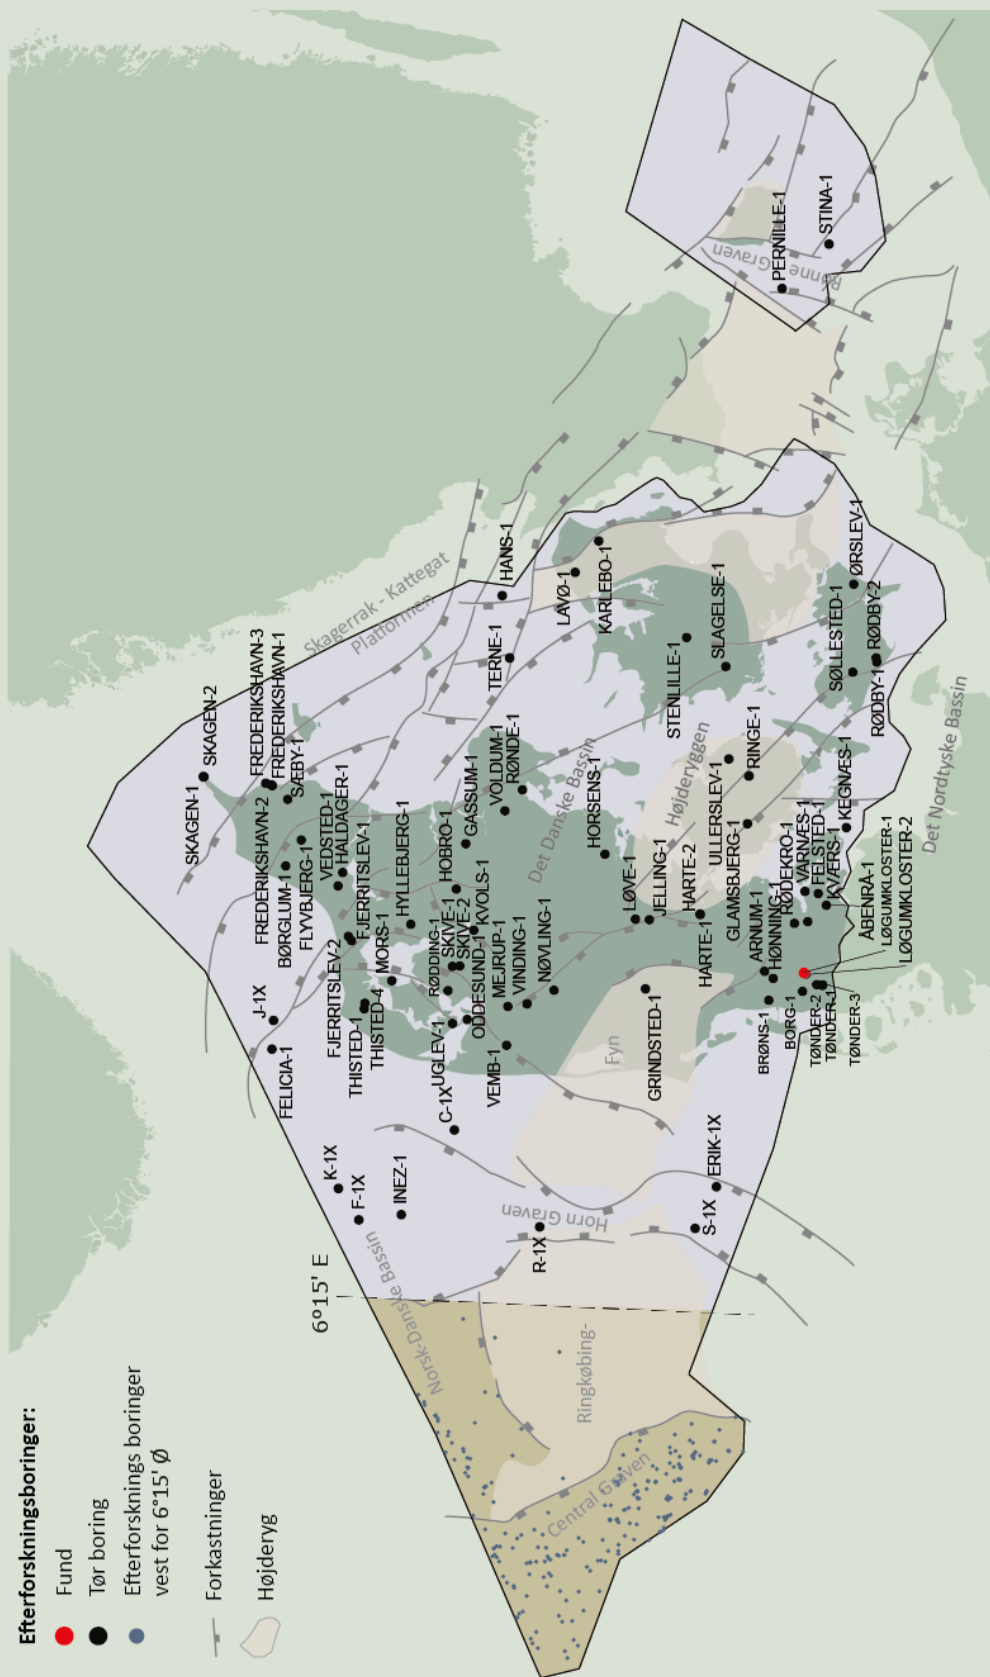 Efterforskningsboringer:
Fund
Tør boring
Efterforsknings boringer
vest for 6°15' Ø
Forkastninger
Højderyg
6°15' E
Norsk-Danske Bassin
Central Graven
Ringkøbing-
Horn Graven
Fyn
Højderyggen
Det Danske Bassin
Skagerrak - Kattegat
Platformen
Det Nordtyske Bassin
Rønne Graven
K-1X
F-1X
INEZ-1
C-1X
R-1X
S-1X
ERIK-1X
J-1X
FELICIA-1
SKAGEN-1
SKAGEN-2
FREDERIKSHAVN-3
FREDERIKSHAVN-1
FREDERIKSHAVN-2
SÆBY-1
BØRGLUM-1
FLYVBJERG-1
VEDSTED-1
HALDAGER-1
FJERRITSLEV-1
FJERRITSLEV-2
THISTED-1
THISTED-4
MORS-1
HYLLEBJERG-1
HOBRO-1
GASSUM-1
VOLDUM-1
RØNDE-1
RØDDING-1
SKIVE-1
SKIVE-2
KVOLS-1
ODDESUND-1
UGLEV-1
MEJRUP-1
VINDING-1
NØVLING-1
VEMB-1
HORSENS-1
LØVE-1
JELLING-1
HARTE-2
HARTE-1
GRINDSTED-1
TERNE-1
HANS-1
LAVØ-1
KARLEBO-1
STENLILLE-1
SLAGELSE-1
ULLERSLEV-1
RINGE-1
GLAMSBJERG-1
ARNUM-1
HØNNING-1
RØDEKRO-1
VARNÆS-1
FELSTED-1
KVÆRS-1
KEGNÆS-1
ÅBENRÅ-1
LØGUMKLOSTER-1
LØGUMKLOSTER-2
BRØNS-1
BORG-1
TØNDER-2
TØNDER-1
TØNDER-3
SØLLESTED-1
ØRSLEV-1
RØDBY-1
RØDBY-2
PERNILLE-1
STINA-1